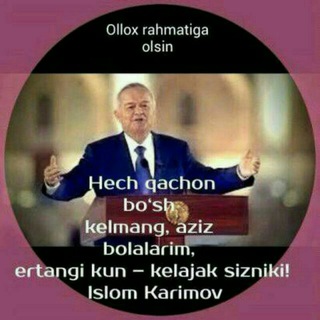 Ollox rahmatiga
olsin
Hech qachon
bo'sh
kelmang, aziz
bolalarim,
ertangi kun – kelajak sizniki!
Islom Karimov